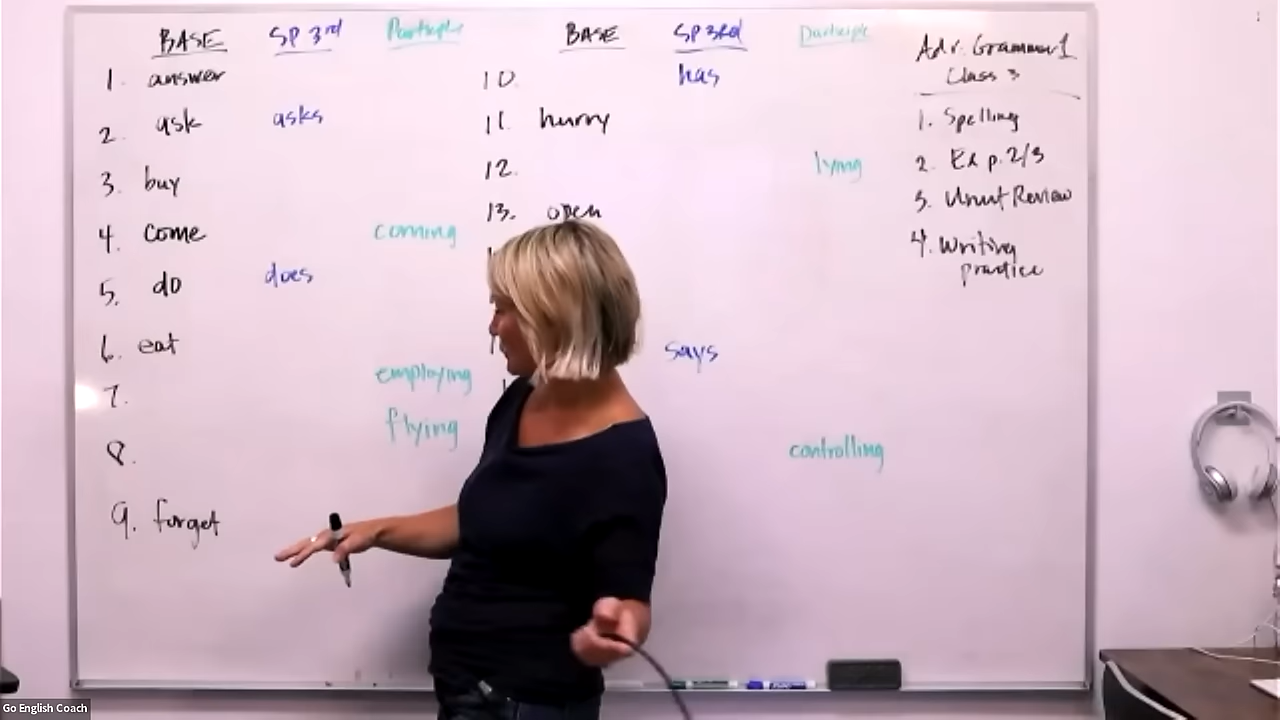 BASE SP 3rd Participle BASE SP 3rd Participle
1. answer
2. ask asks
3. buy
4. come coming
5. do does
6. eat
7. employing
8. flying
9. forget
10. has
11. hurry
12. lying
13. open
says
controlling
Adv. Grammar 1
Class 3
1. Spelling
2. Ex p. 2/3
3. Unit Review
4. Writing
practice
Go English Coach